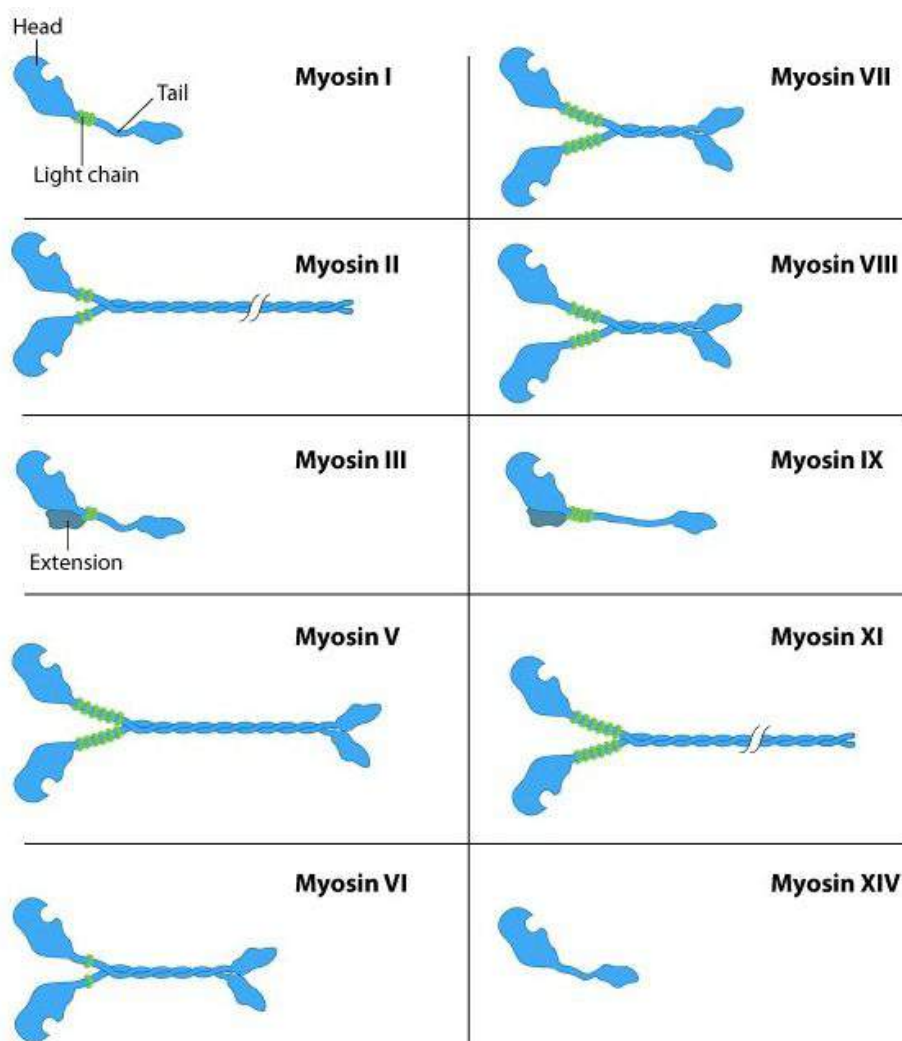 Head
Myosin I
Tail
Light chain
Myosin VII
Myosin II
Myosin VIII
Myosin III
Extension
Myosin IX
Myosin V
Myosin XI
Myosin VI
Myosin XIV